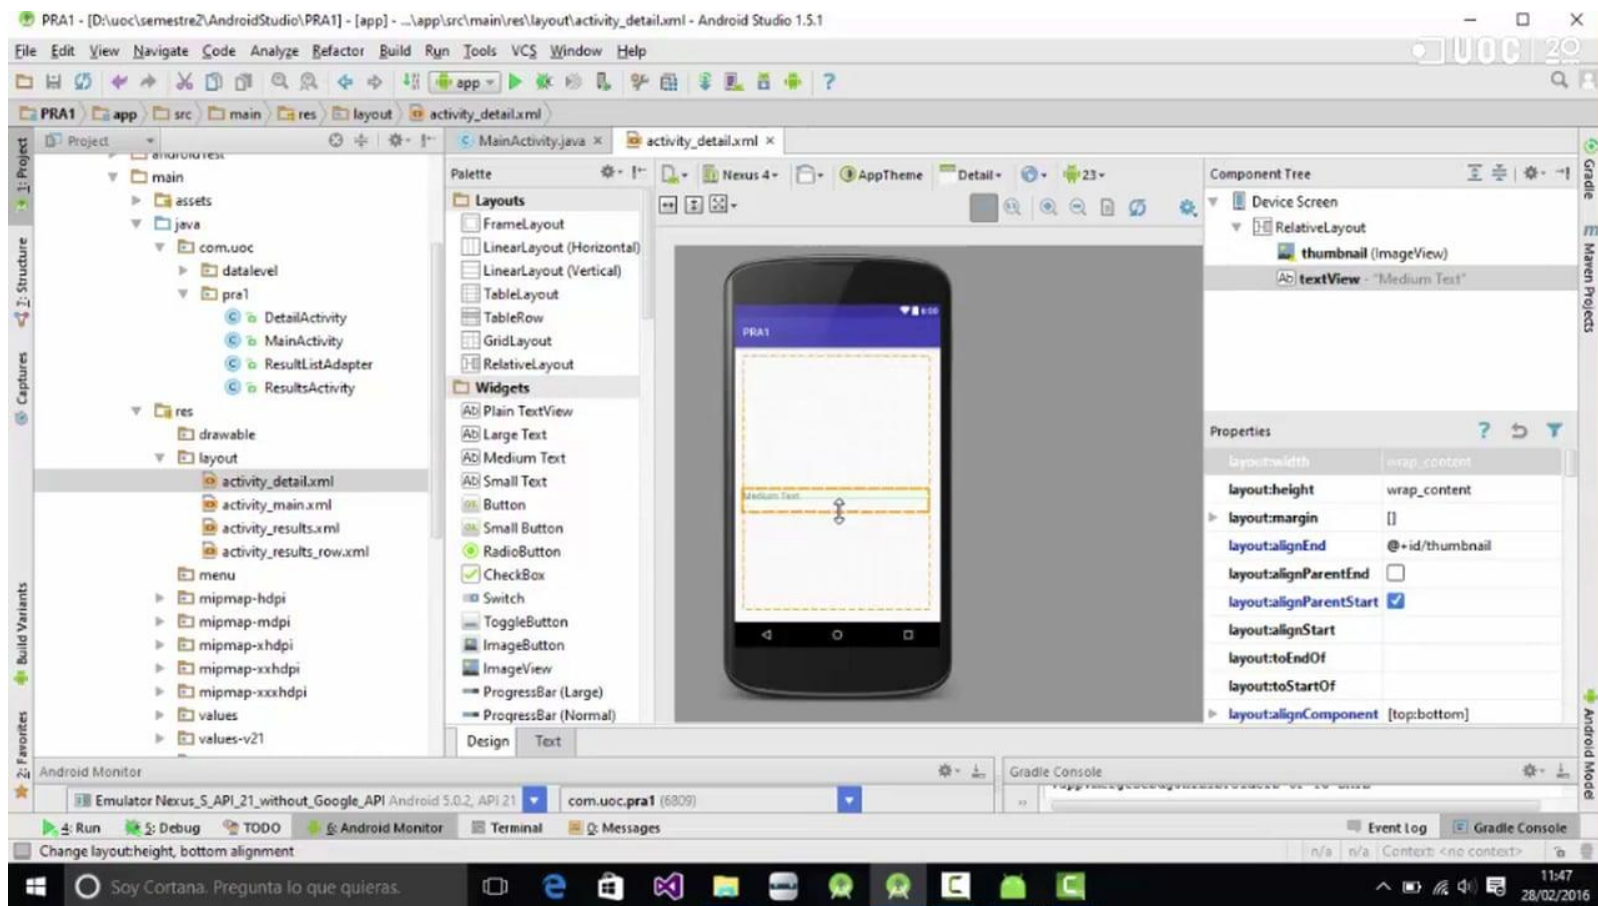 PRA1 - [D:\uoc\semestre2\AndroidStudio\PRA1] - [app] - ...\app\src\main\res\layout\activity_detail.xml - Android Studio 1.5.1
File Edit View Navigate Code Analyze Refactor Build Run Tools VCS Window Help
UOC 20
app
PRA1 app src main res layout activity_detail.xml
Project
MainActivity.java
activity_detail.xml
1: Project
7: Structure
Captures
Build Variants
2: Favorites
androidTest
main
assets
java
com.uoc
datalevel
pra1
DetailActivity
MainActivity
ResultListAdapter
ResultsActivity
res
drawable
layout
activity_detail.xml
activity_main.xml
activity_results.xml
activity_results_row.xml
menu
mipmap-hdpi
mipmap-mdpi
mipmap-xhdpi
mipmap-xxhdpi
mipmap-xxxhdpi
values
values-v21
Palette
Layouts
FrameLayout
LinearLayout (Horizontal)
LinearLayout (Vertical)
TableLayout
TableRow
GridLayout
RelativeLayout
Widgets
Plain TextView
Large Text
Medium Text
Small Text
Button
Small Button
RadioButton
CheckBox
Switch
ToggleButton
ImageButton
ImageView
ProgressBar (Large)
ProgressBar (Normal)
Design Text
Nexus 4 AppTheme Detail 23
6:00
PRA1
Medium Text
Component Tree
Device Screen
RelativeLayout
thumbnail (ImageView)
textView - "Medium Text"
Properties
layout:width wrap_content
layout:height wrap_content
layout:margin []
layout:alignEnd @+id/thumbnail
layout:alignParentEnd
layout:alignParentStart
layout:alignStart
layout:toEndOf
layout:toStartOf
layout:alignComponent [top:bottom]
Gradle
Maven Projects
Android Model
Android Monitor
Gradle Console
Emulator Nexus_S_API_21_without_Google_API Android 5.0.2, API 21
com.uoc.pra1 (6809)
4: Run 5: Debug TODO 6: Android Monitor Terminal 0: Messages Event Log Gradle Console
Change layout:height, bottom alignment
n/a n/a Context: <no context>
Soy Cortana. Pregunta lo que quieras.
11:47
28/02/2016